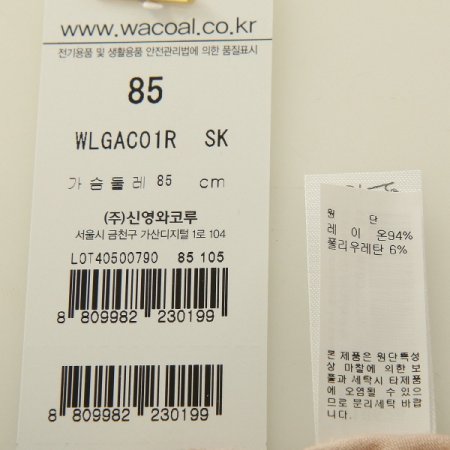 www.wacoal.co.kr
전기용품 및 생활용품 안전관리법에 의한 품질표시
85
WLGAC01R SK
가슴둘레 85 cm
(주)신영와코루
서울시 금천구 가산디지털 1로 104
LOT40500790 85 105
8 809982 230199
8 809982 230199
원 단
레 이 온94%
폴리우레탄 6%
본 제품은 원단특성
상 마찰에 의한 보
풀과 세탁시 타제품
에 오염될 수 있으
므로 분리세탁 바랍
니다.